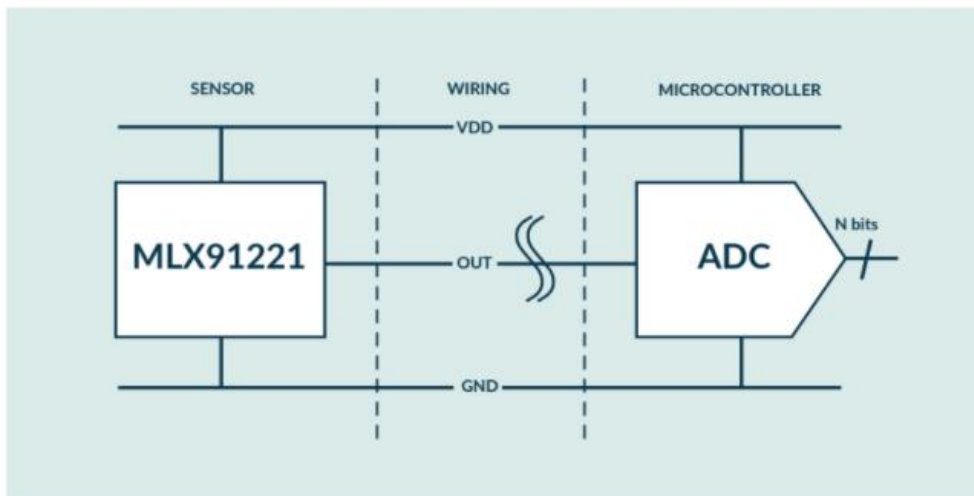 SENSOR
WIRING
MICROCONTROLLER
VDD
MLX91221
OUT
ADC
N bits
GND